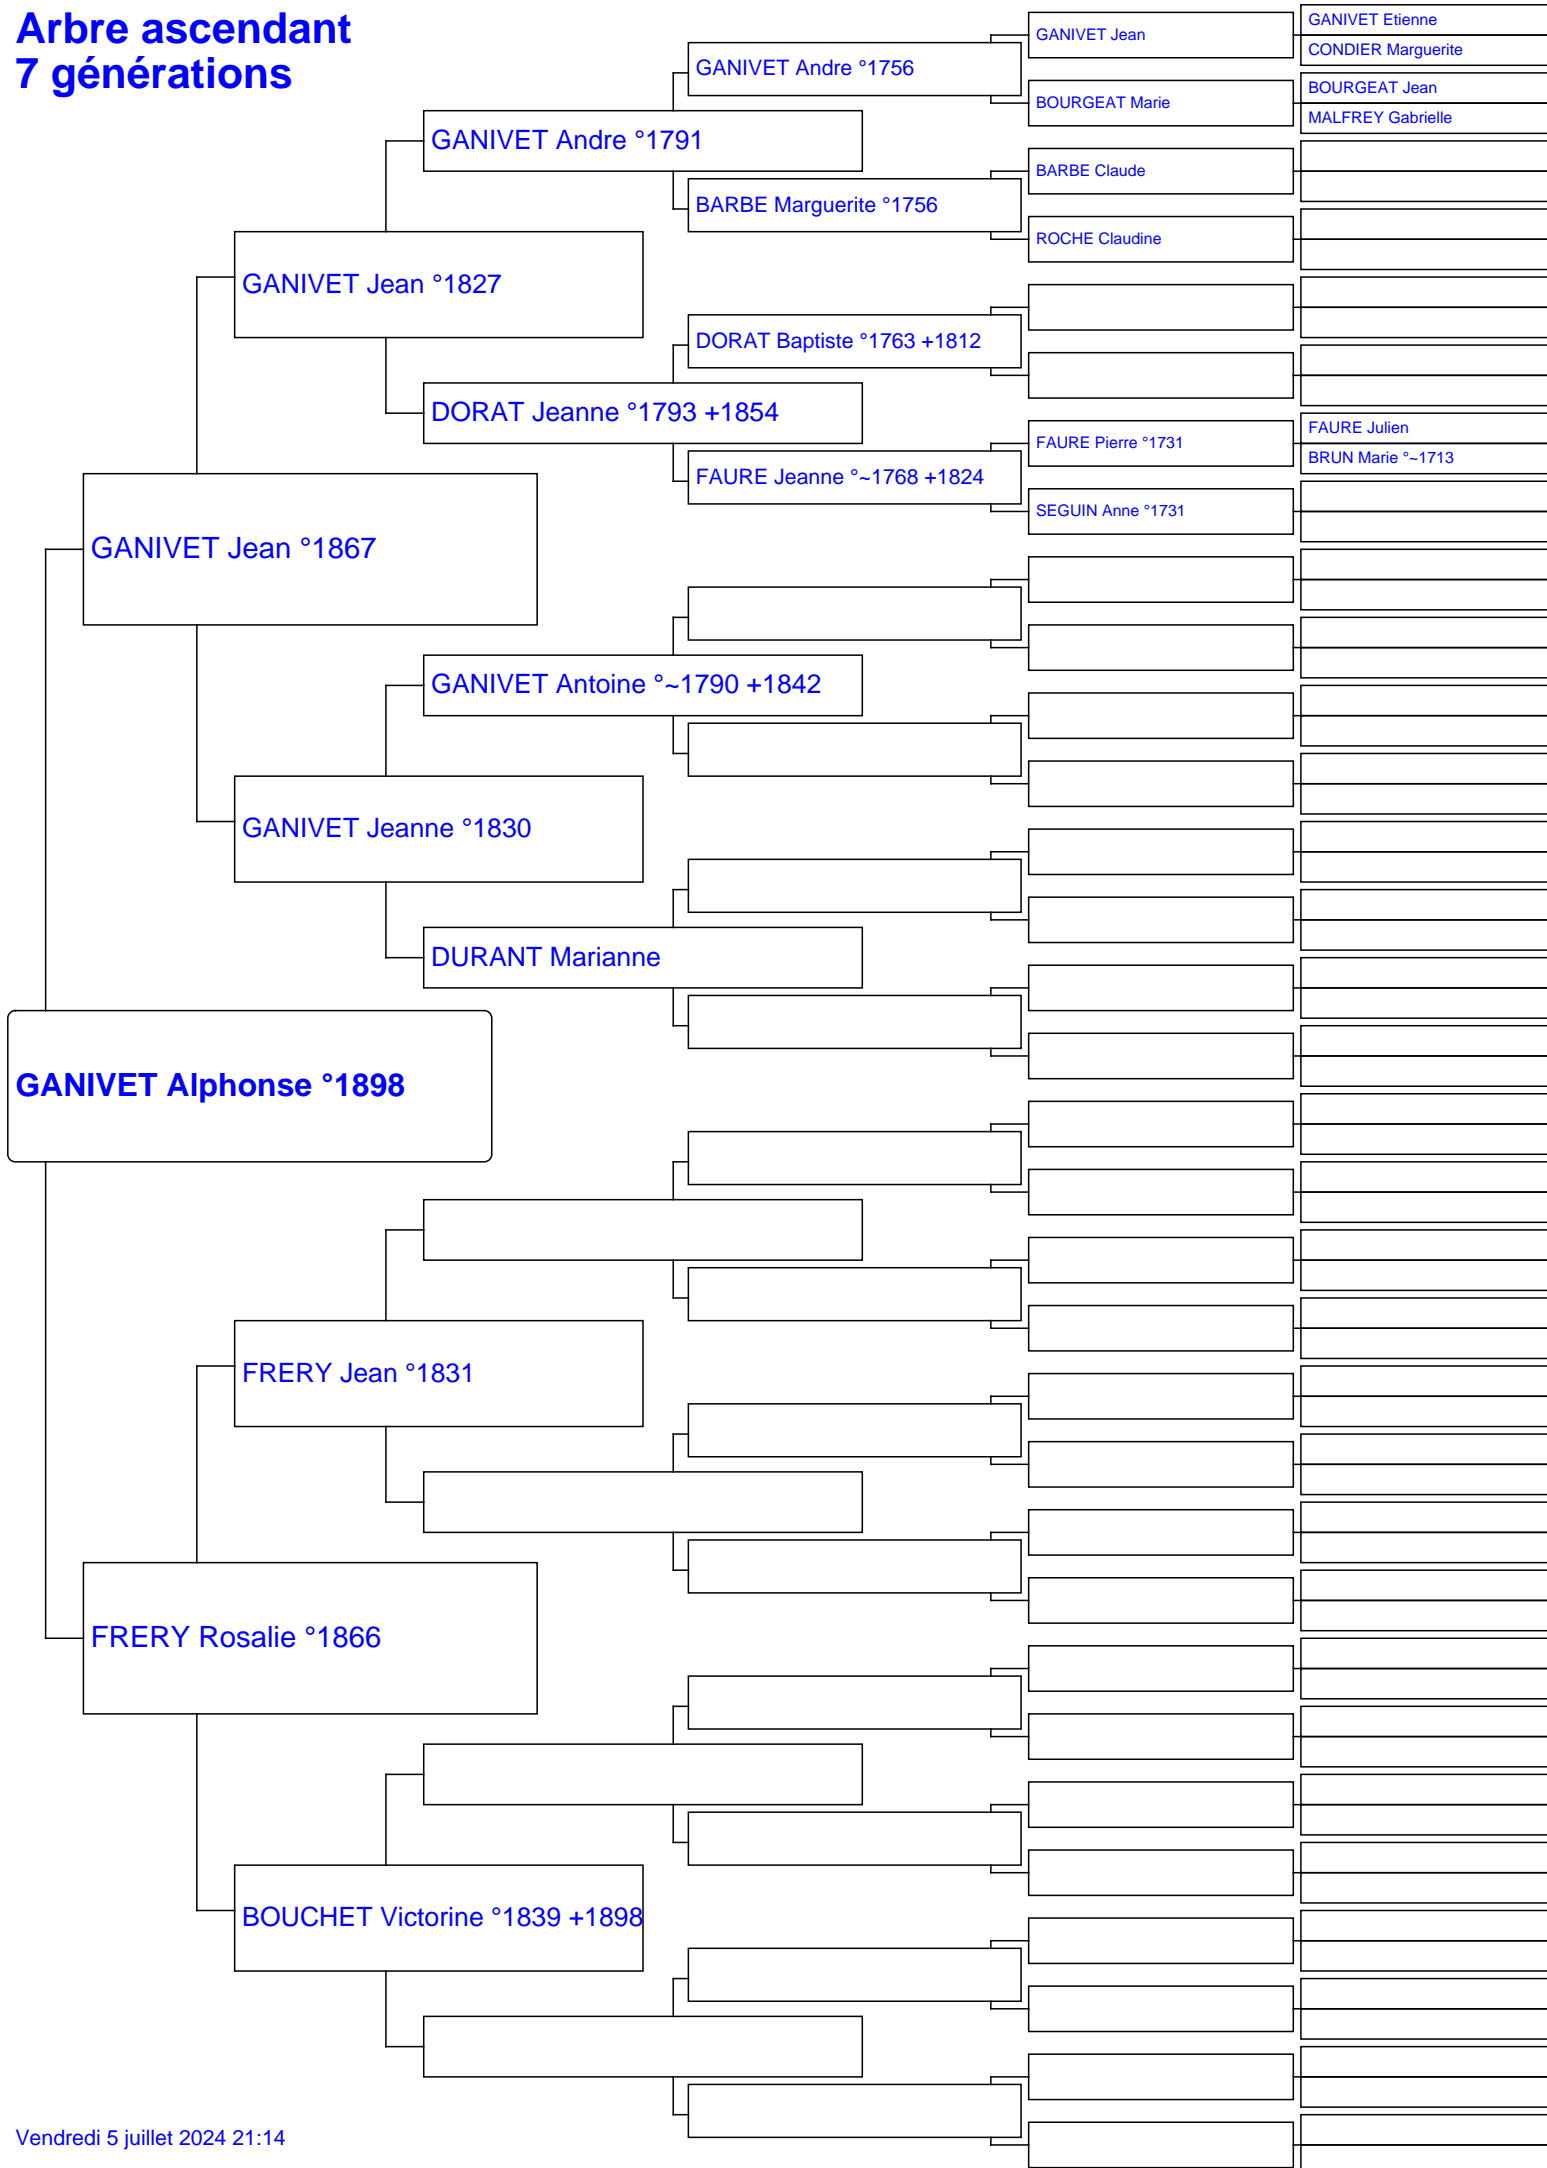 Arbre ascendant
7 générations
GANIVET Etienne
GANIVET Jean
CONDIER Marguerite
GANIVET Andre °1756
BOURGEAT Jean
BOURGEAT Marie
MALFREY Gabrielle
GANIVET Andre °1791
BARBE Claude
BARBE Marguerite °1756
ROCHE Claudine
GANIVET Jean °1827
DORAT Baptiste °1763 +1812
DORAT Jeanne °1793 +1854
FAURE Julien
FAURE Pierre °1731
BRUN Marie °~1713
FAURE Jeanne °~1768 +1824
SEGUIN Anne °1731
GANIVET Jean °1867
GANIVET Antoine °~1790 +1842
GANIVET Jeanne °1830
DURANT Marianne
GANIVET Alphonse °1898
FRERY Jean °1831
FRERY Rosalie °1866
BOUCHET Victorine °1839 +1898
Vendredi 5 juillet 2024 21:14